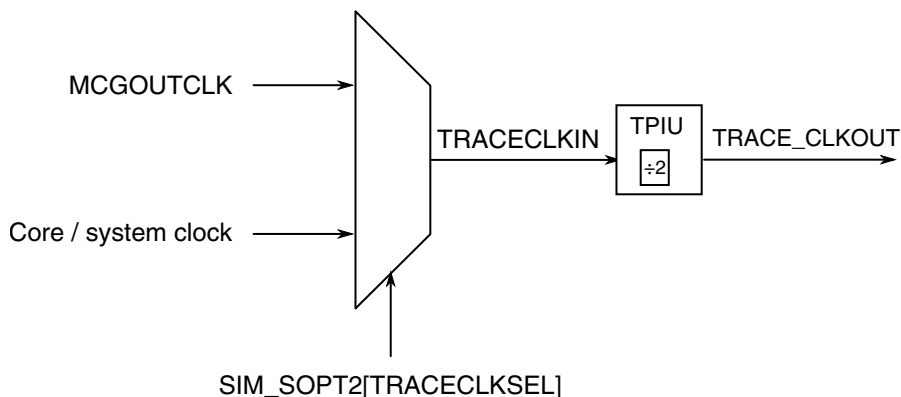 MCGOUTCLK
TRACECLKIN
TPIU
÷2
TRACE_CLKOUT
Core / system clock
SIM_SOPT2[TRACECLKSEL]